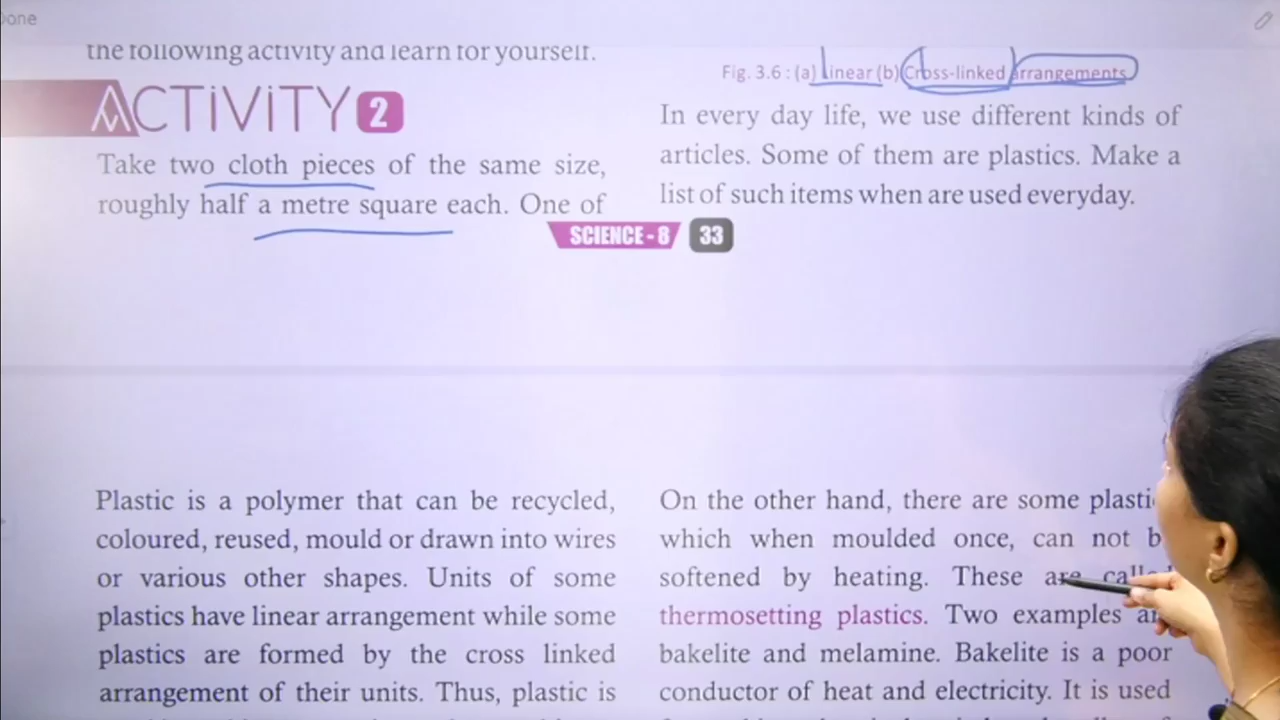 the following activity and learn for yourself.
ACTiViTY 2
Take two cloth pieces of the same size,
roughly half a metre square each. One of
Fig. 3.6 : (a) Linear (b) Cross-linked arrangements
In every day life, we use different kinds of
articles. Some of them are plastics. Make a
list of such items when are used everyday.
SCIENCE - 8 33
Plastic is a polymer that can be recycled,
coloured, reused, mould or drawn into wires
or various other shapes. Units of some
plastics have linear arrangement while some
plastics are formed by the cross linked
arrangement of their units. Thus, plastic is
On the other hand, there are some
which when moulded once, can not
softened by heating. These are
thermosetting plastics. Two examples
bakelite and melamine. Bakelite is a poor
conductor of heat and electricity. It is used